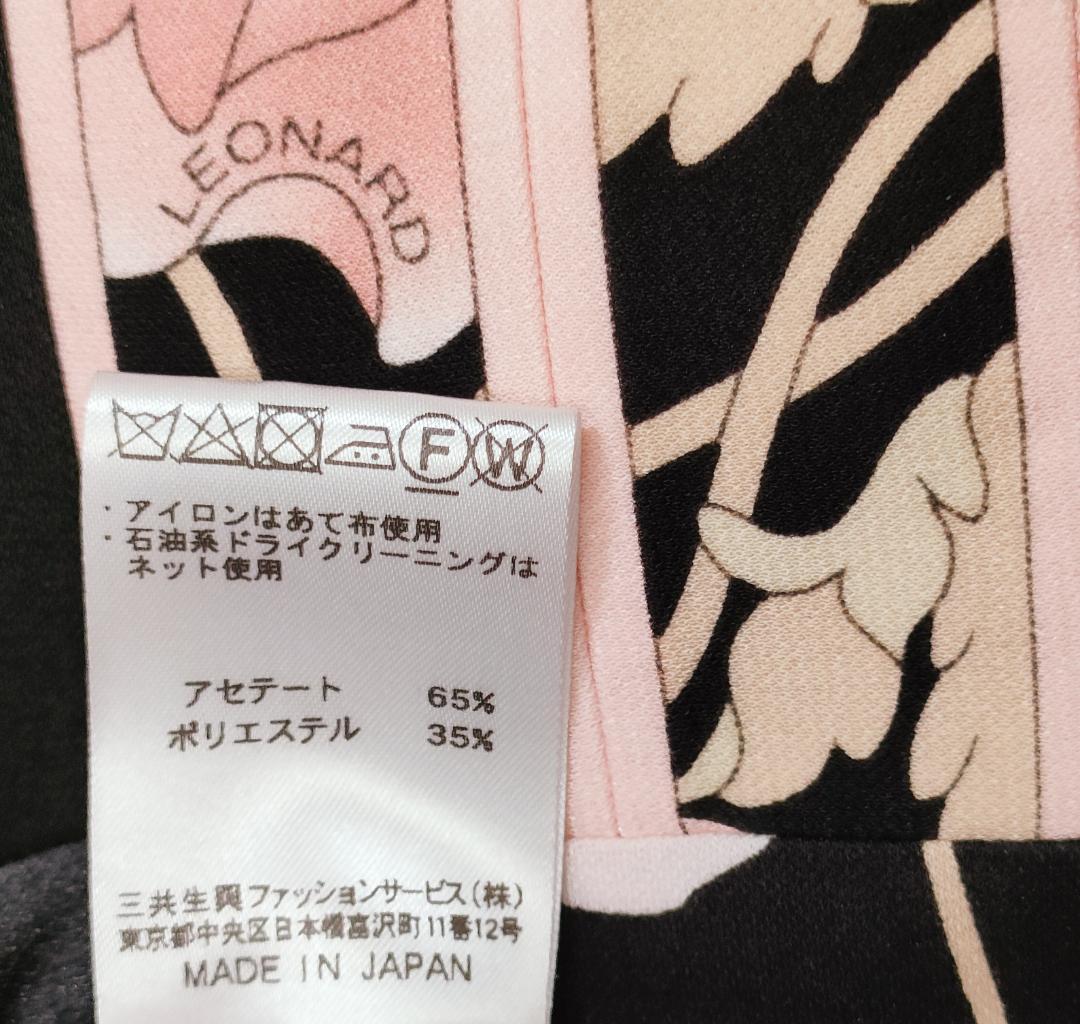 LEONARD
F W
・アイロンはあて布使用
・石油系ドライクリーニングは
ネット使用
アセテート 65%
ポリエステル 35%
三共生興ファッションサービス(株)
東京都中央区日本橋富沢町11番12号
MADE IN JAPAN